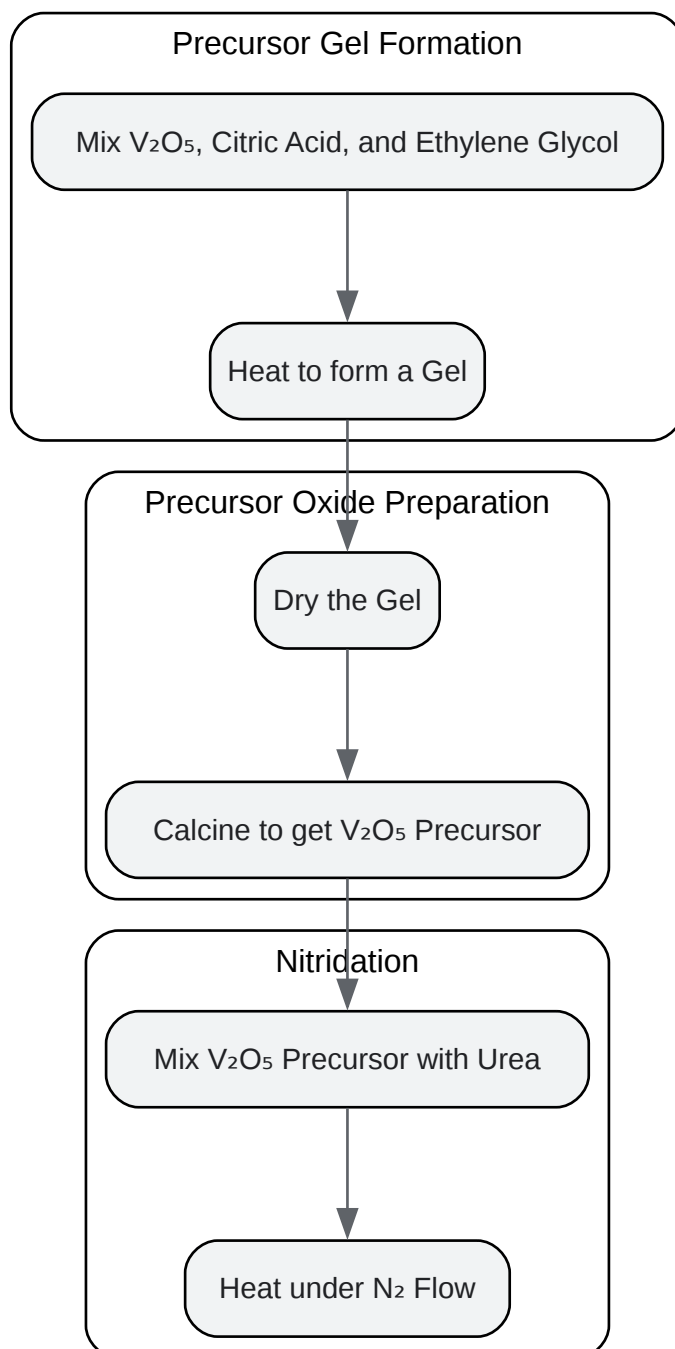 Precursor Gel Formation
Mix V₂O₅, Citric Acid, and Ethylene Glycol
Heat to form a Gel
Precursor Oxide Preparation
Dry the Gel
Calcine to get V₂O₅ Precursor
Nitridation
Mix V₂O₅ Precursor with Urea
Heat under N₂ Flow